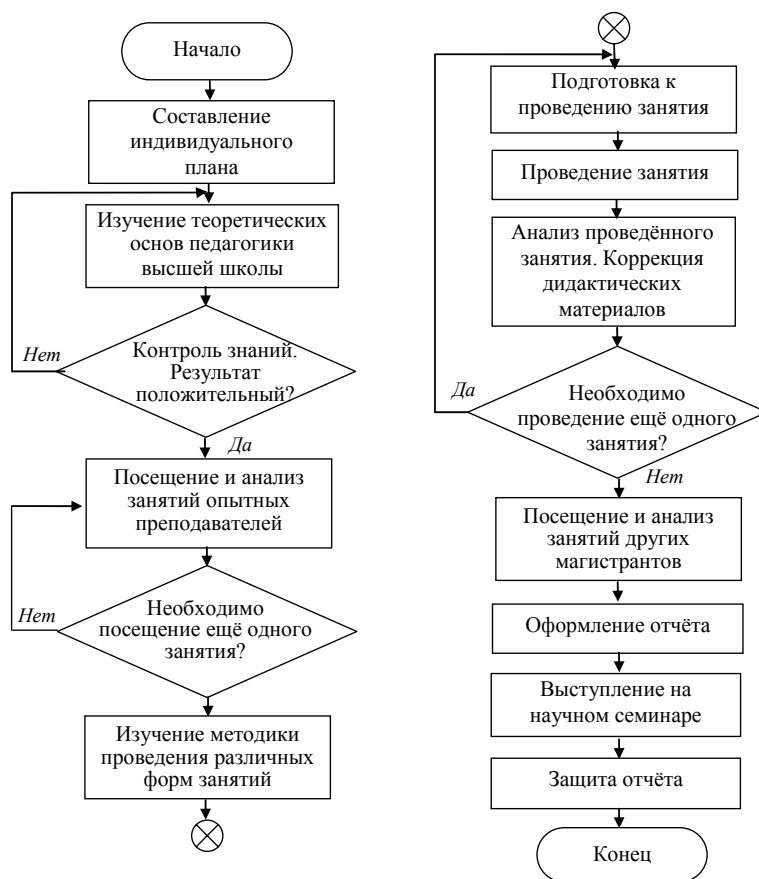 Начало
Составление
индивидуального
плана
Изучение теоретических
основ педагогики
высшей школы
Нет
Контроль знаний.
Результат
положительный?
Да
Посещение и анализ
занятий опытных
преподавателей
Нет
Необходимо
посещение ещё одного
занятия?
Изучение методики
проведения различных
форм занятий
Подготовка к
проведению занятия
Проведение занятия
Анализ проведённого
занятия. Коррекция
дидактических
материалов
Да
Необходимо
проведение ещё одного
занятия?
Нет
Посещение и анализ
занятий других
магистрантов
Оформление отчёта
Выступление на
научном семинаре
Защита отчёта
Конец